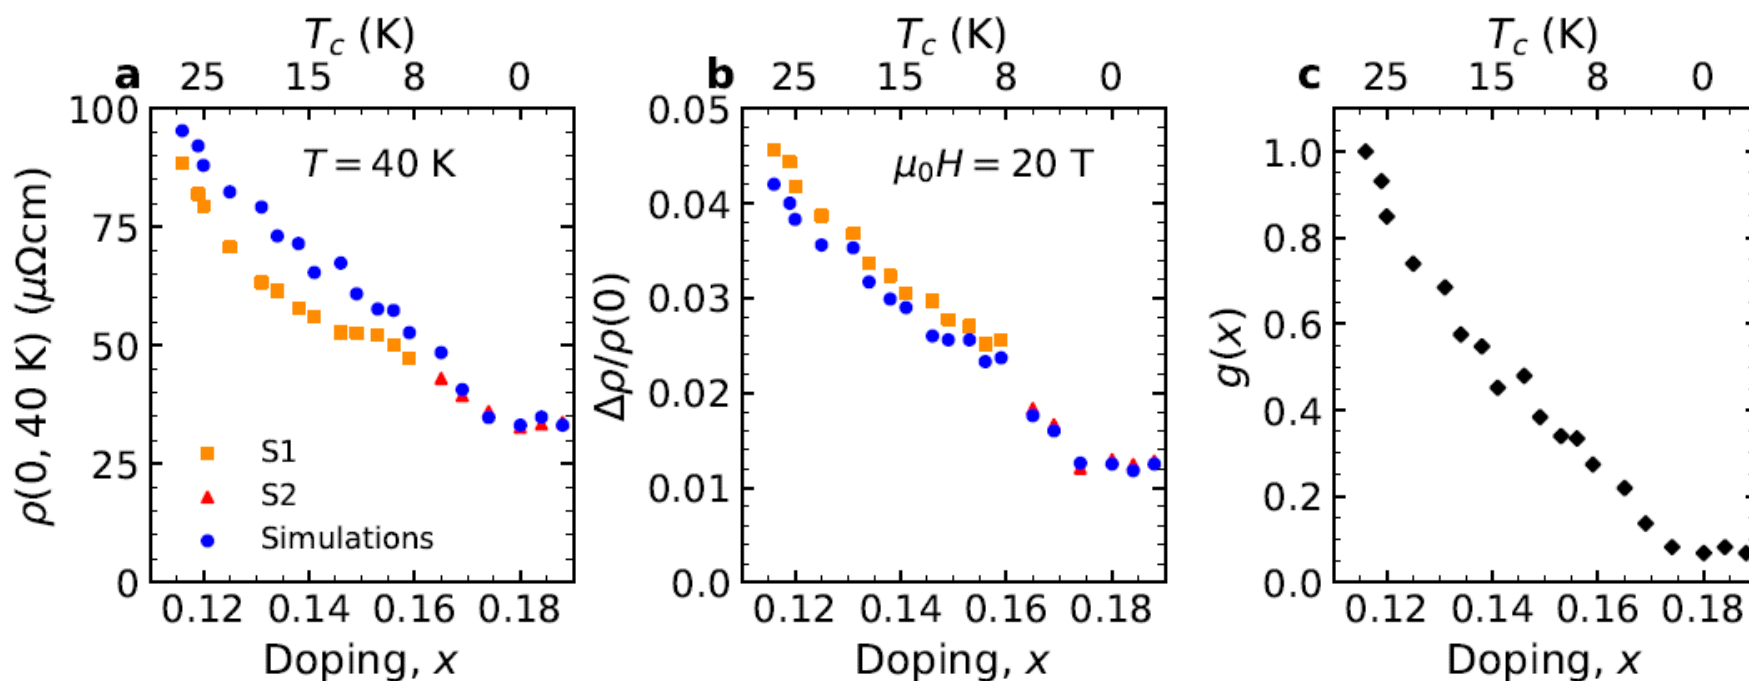 a
T_c (K)
25 15 8 0
100
75
50
25
0
ρ(0, 40 K) (μΩcm)
T = 40 K
S1
S2
Simulations
0.12 0.14 0.16 0.18
Doping, x
b
T_c (K)
25 15 8 0
0.05
0.04
0.03
0.02
0.01
0.0
Δρ/ρ(0)
μ₀H = 20 T
0.12 0.14 0.16 0.18
Doping, x
c
T_c (K)
25 15 8 0
1.0
0.8
0.6
0.4
0.2
0.0
g(x)
0.12 0.14 0.16 0.18
Doping, x